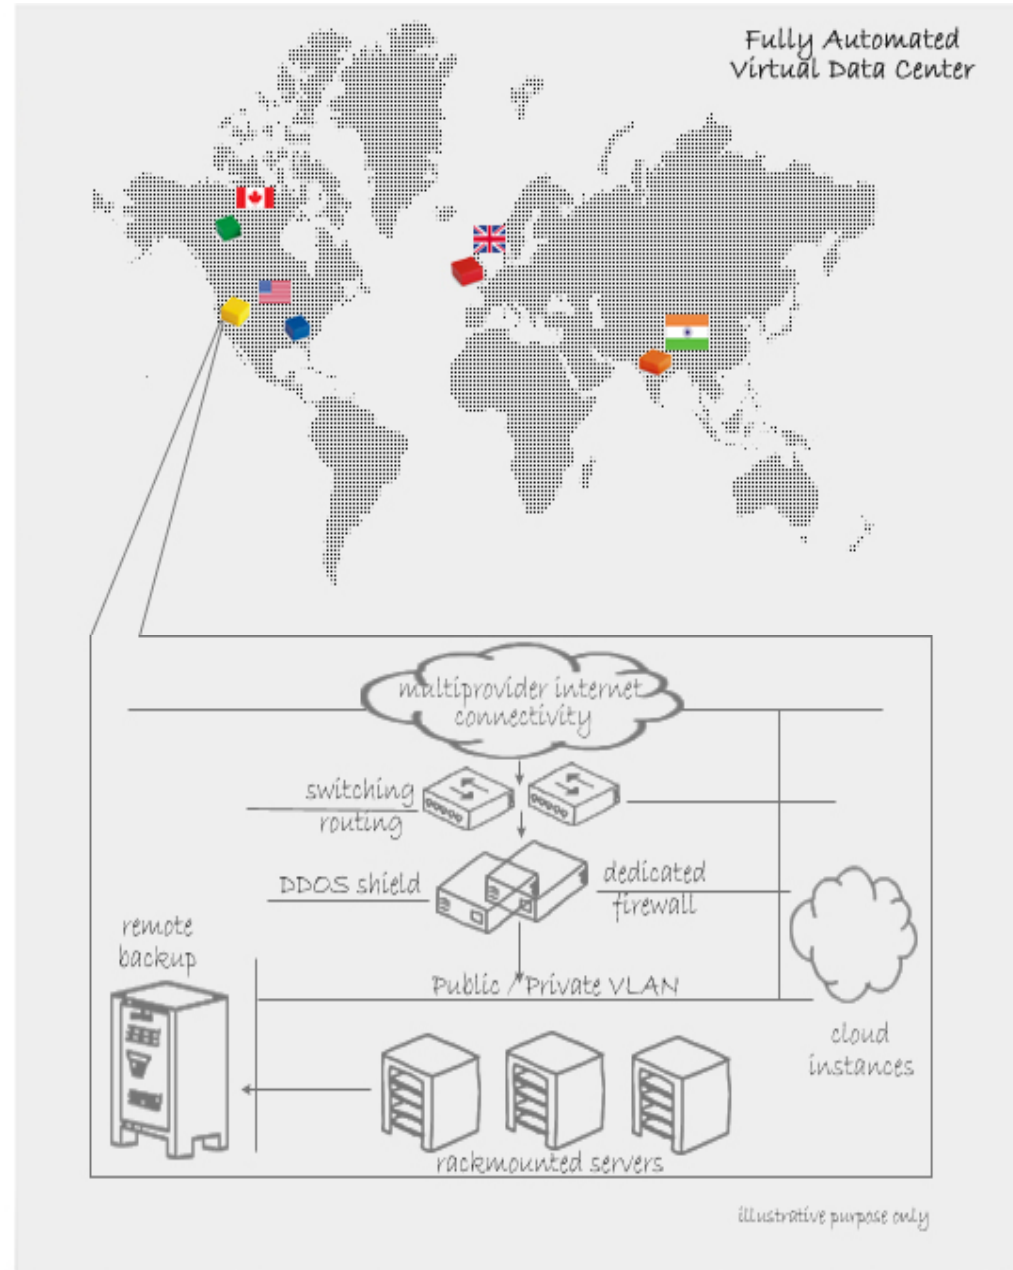 Fully Automated
Virtual Data Center
multiprovider internet
connectivity
switching
routing
DDOS shield
dedicated
firewall
remote
backup
Public / Private VLAN
cloud
instances
rackmounted servers
illustrative purpose only